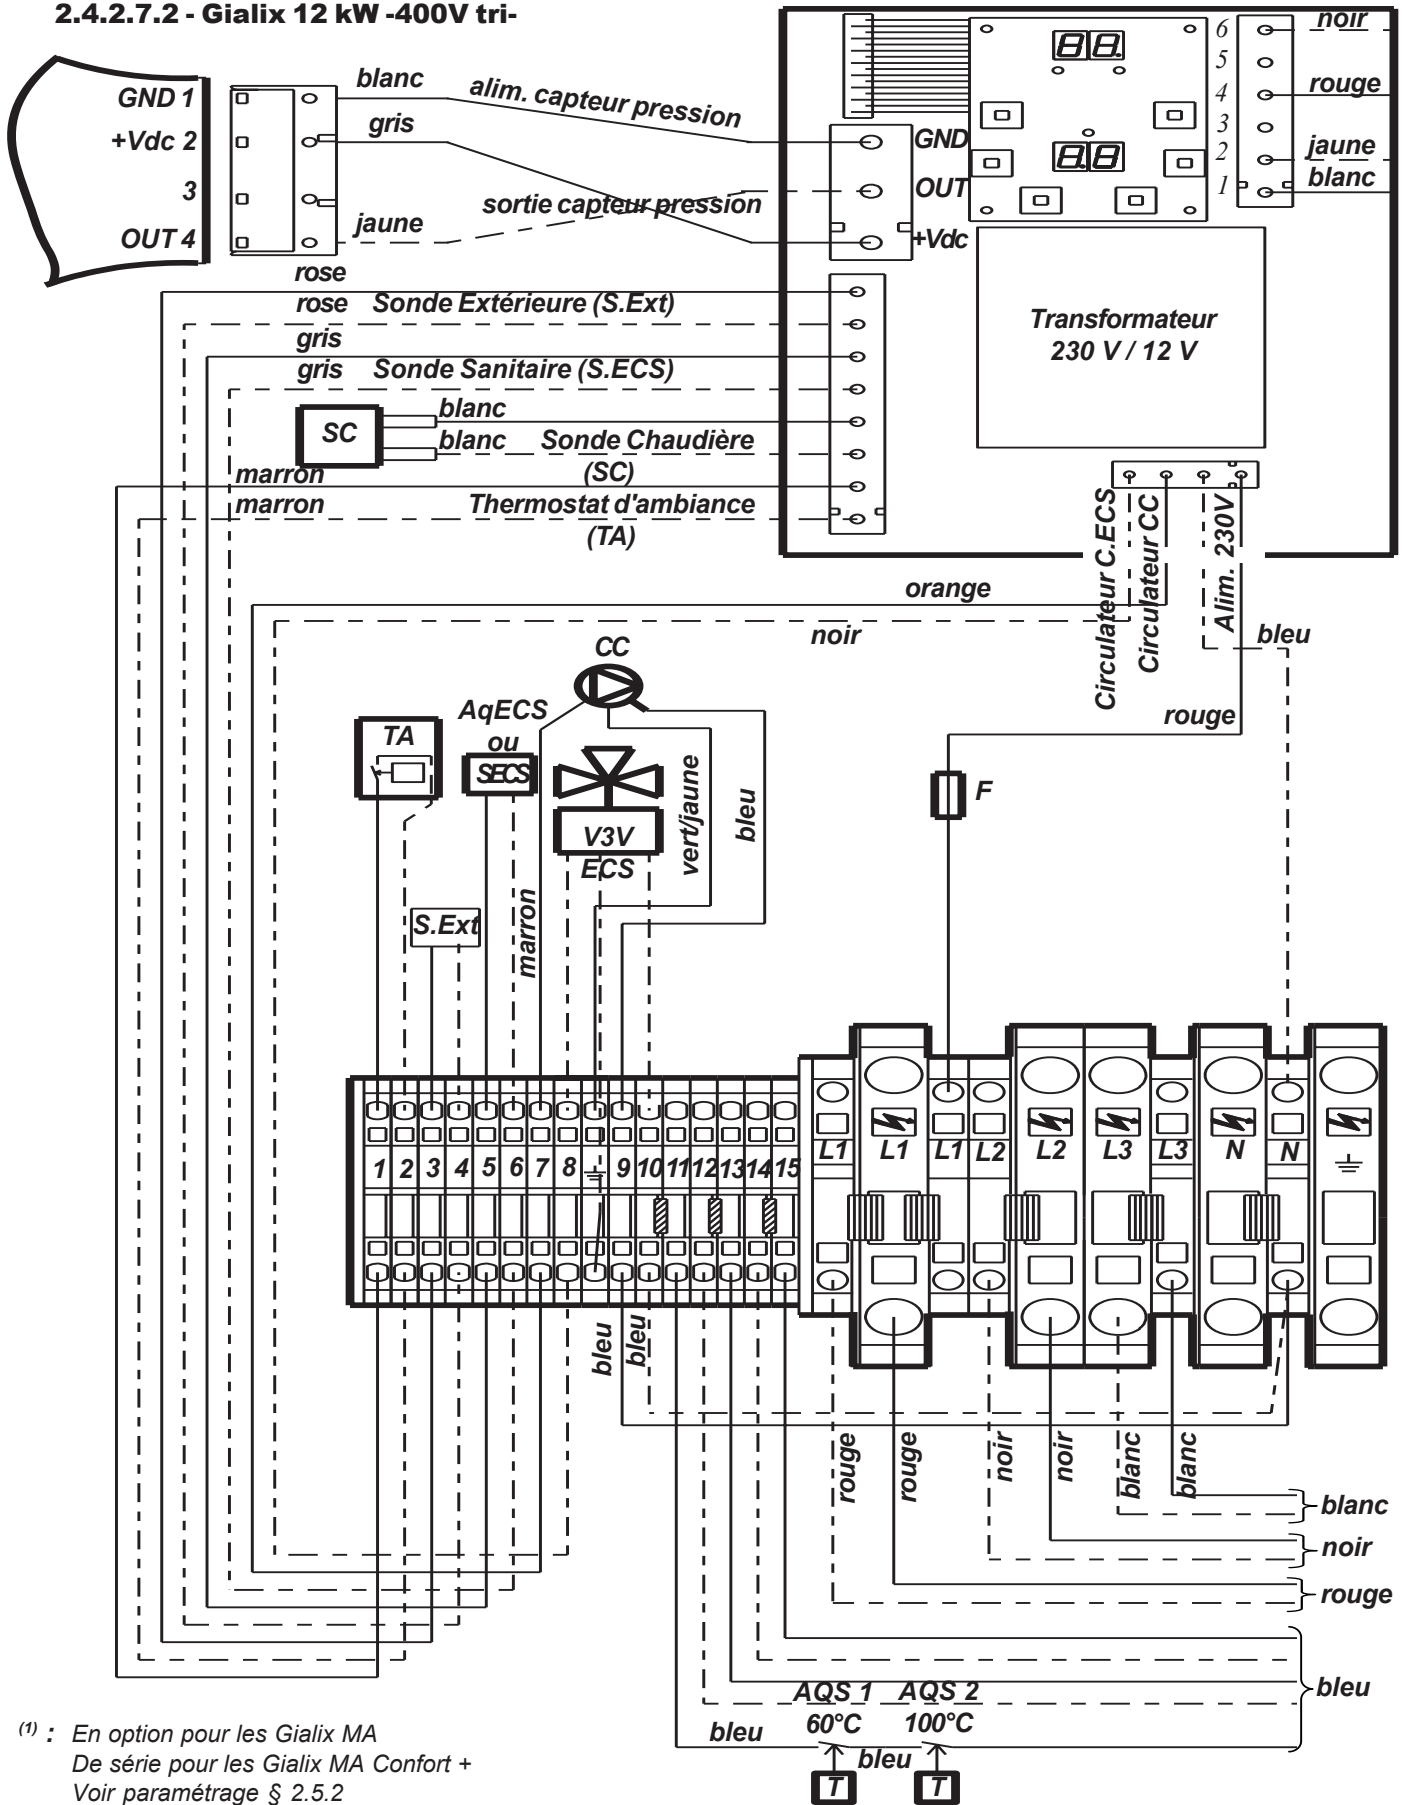 2.4.2.7.2 - Gialix 12 kW -400V tri-
GND 1
+Vdc 2
3
OUT 4
blanc
alim. capteur pression
gris
sortie capteur pression
jaune
GND
OUT
+Vdc
6
5
4
3
2
1
noir
rouge
jaune
blanc
88.
8.8
Transformateur
230 V / 12 V
rose
rose Sonde Extérieure (S.Ext)
gris
gris Sonde Sanitaire (S.ECS)
SC
blanc
blanc Sonde Chaudière
(SC)
marron
marron Thermostat d'ambiance
(TA)
Circulateur C.ECS
Circulateur CC
Alim. 230V
orange
noir
bleu
rouge
CC
AqECS
ou
SECS
TA
V3V
ECS
S.Ext
marron
vert/jaune
bleu
F
1 2 3 4 5 6 7 8 9 10 11 12 13 14 15
L1 L1 L1 L2 L2 L3 L3 N N
bleu
bleu
rouge
rouge
noir
noir
blanc
blanc
blanc
noir
rouge
bleu
AQS 1 AQS 2
60°C 100°C
bleu
bleu
T T
(1) : En option pour les Gialix MA
De série pour les Gialix MA Confort +
Voir paramétrage § 2.5.2